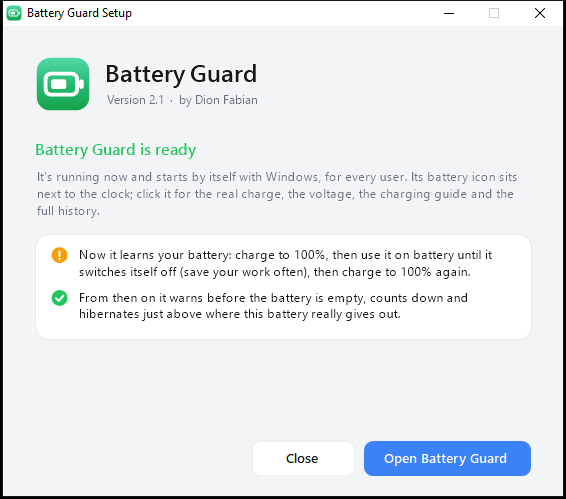 Battery Guard Setup
Battery Guard
Version 2.1 · by Dion Fabian
Battery Guard is ready
It's running now and starts by itself with Windows, for every user. Its battery icon sits
next to the clock; click it for the real charge, the voltage, the charging guide and the
full history.
Now it learns your battery: charge to 100%, then use it on battery until it
switches itself off (save your work often), then charge to 100% again.
From then on it warns before the battery is empty, counts down and
hibernates just above where this battery really gives out.
Close
Open Battery Guard